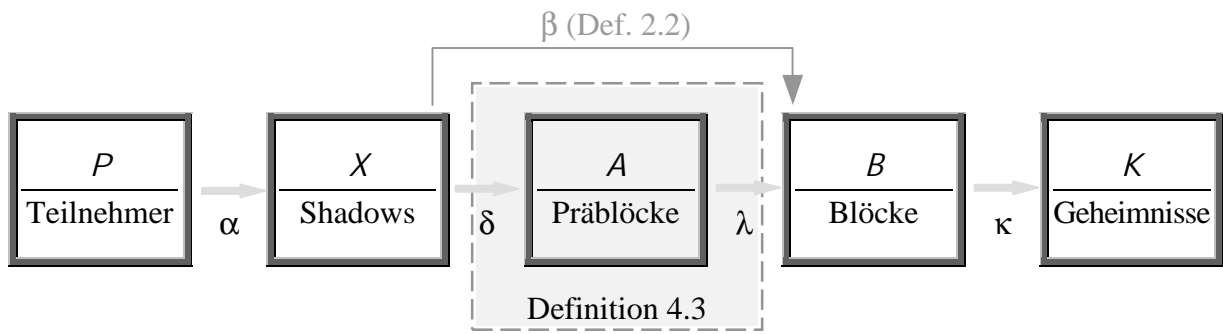 β (Def. 2.2)
P
Teilnehmer
α
X
Shadows
δ
A
Präblöcke
λ
B
Blöcke
κ
K
Geheimnisse
Definition 4.3